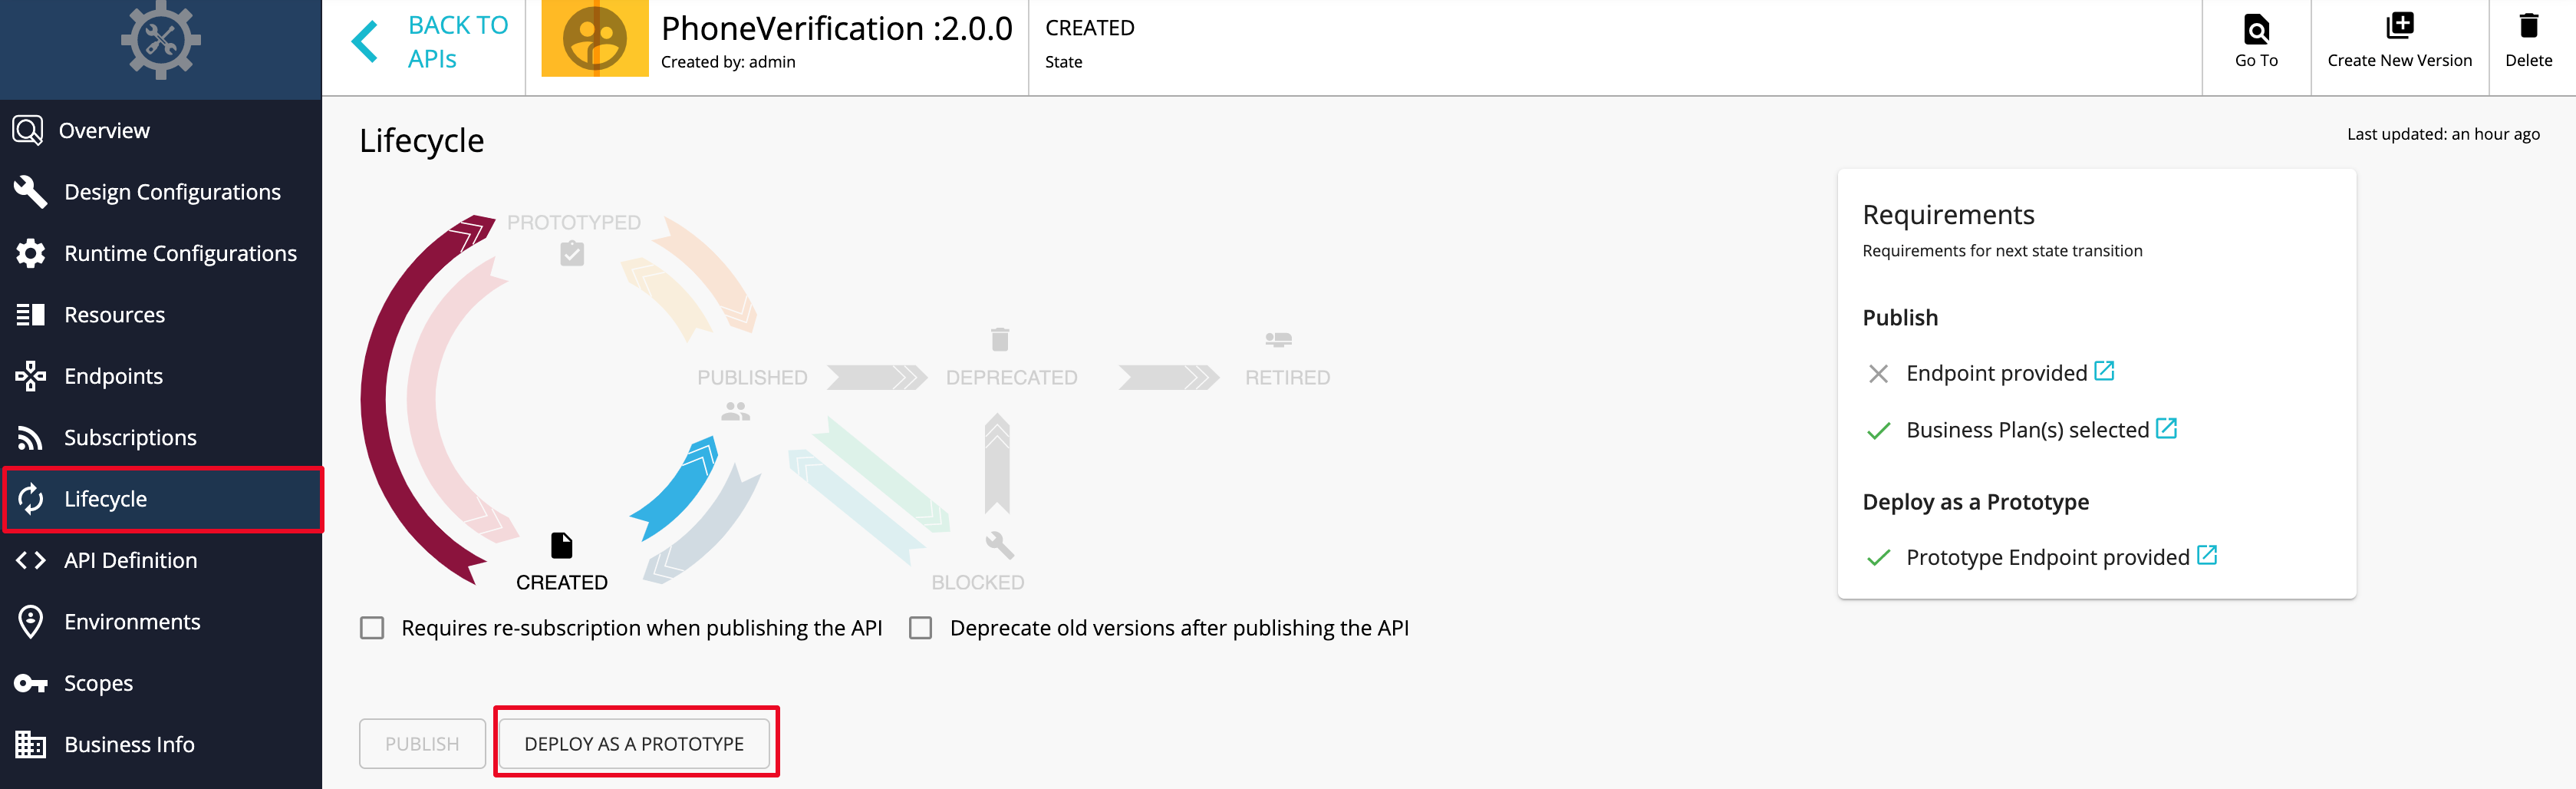 BACK TO
APIs
PhoneVerification :2.0.0
Created by: admin
CREATED
State
Go To
Create New Version
Delete
Overview
Design Configurations
Runtime Configurations
Resources
Endpoints
Subscriptions
Lifecycle
API Definition
Environments
Scopes
Business Info
Lifecycle
Last updated: an hour ago
PROTOTYPED
PUBLISHED
DEPRECATED
RETIRED
CREATED
BLOCKED
Requires re-subscription when publishing the API
Deprecate old versions after publishing the API
PUBLISH
DEPLOY AS A PROTOTYPE
Requirements
Requirements for next state transition
Publish
Endpoint provided
Business Plan(s) selected
Deploy as a Prototype
Prototype Endpoint provided